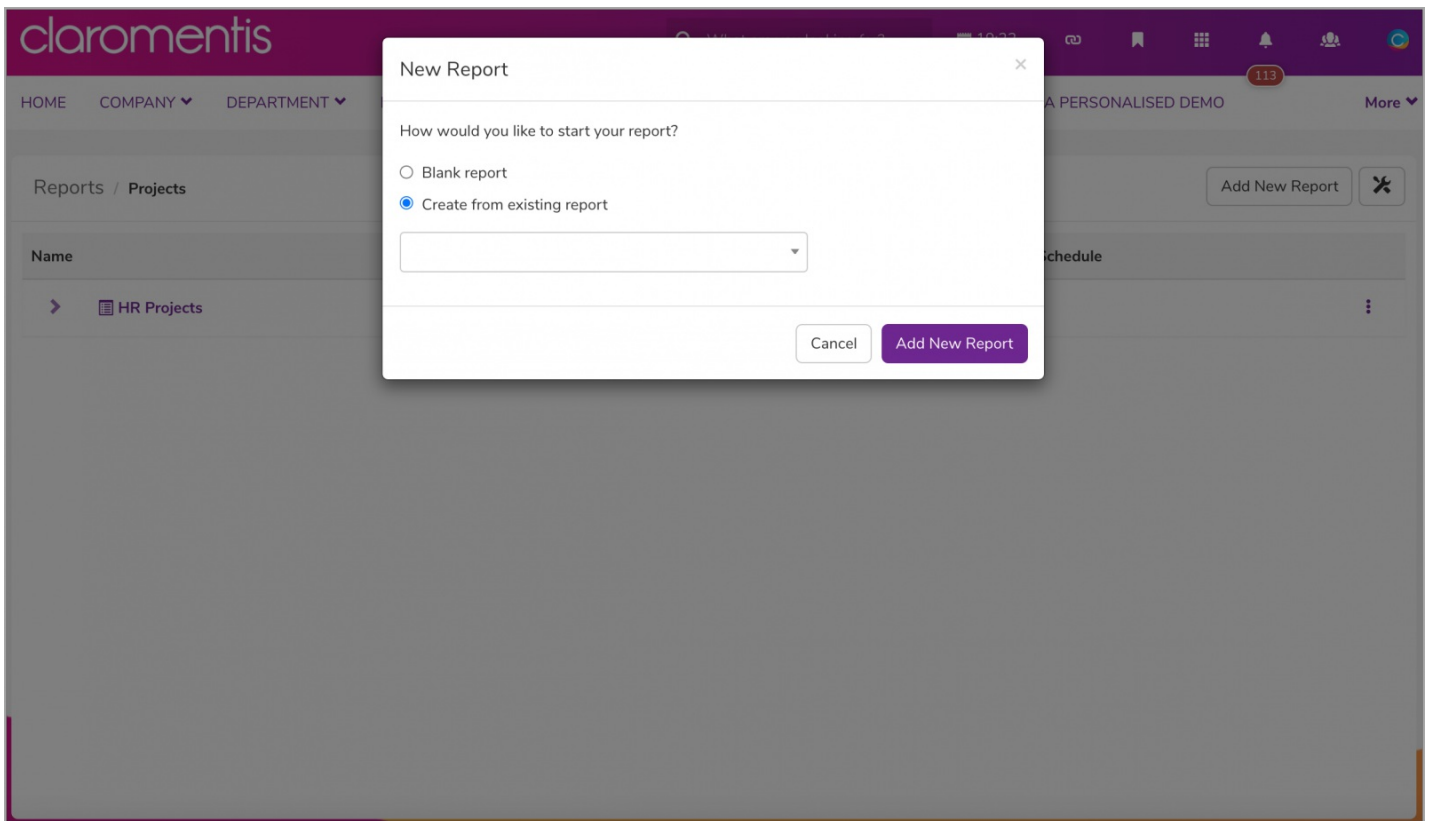 claromentis
113
HOME COMPANY DEPARTMENT A PERSONALISED DEMO More
New Report ×
How would you like to start your report?
Blank report
Create from existing report
Cancel Add New Report
Reports / Projects Add New Report
Name Schedule
HR Projects